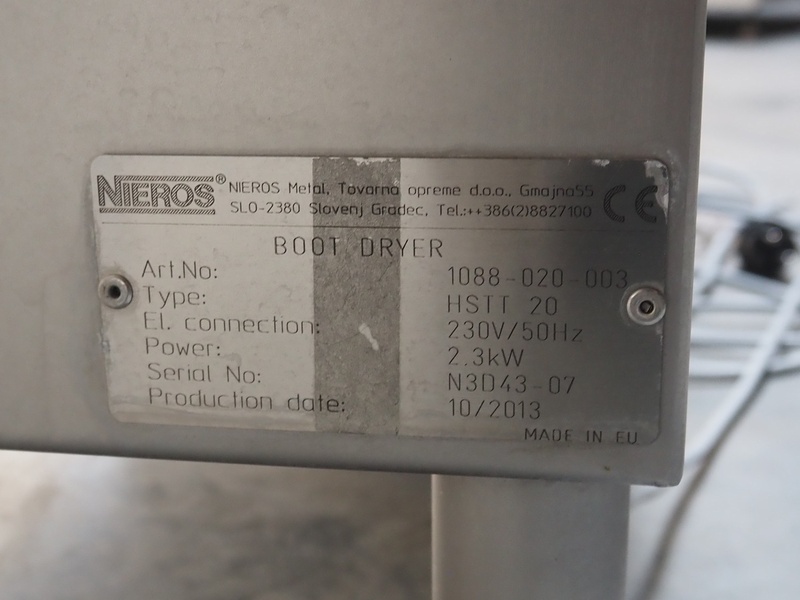 NIEROS® NIEROS Metal, Tovarna opreme d.o.o., Gmajna55
SLO-2380 Slovenj Gradec, Tel.:++386(2)8827100 CE
BOOT DRYER
Art.No: 1088-020-003
Type: HSTT 20
El. connection: 230V/50Hz
Power: 2.3kW
Serial No: N3D43-07
Production date: 10/2013
MADE IN EU